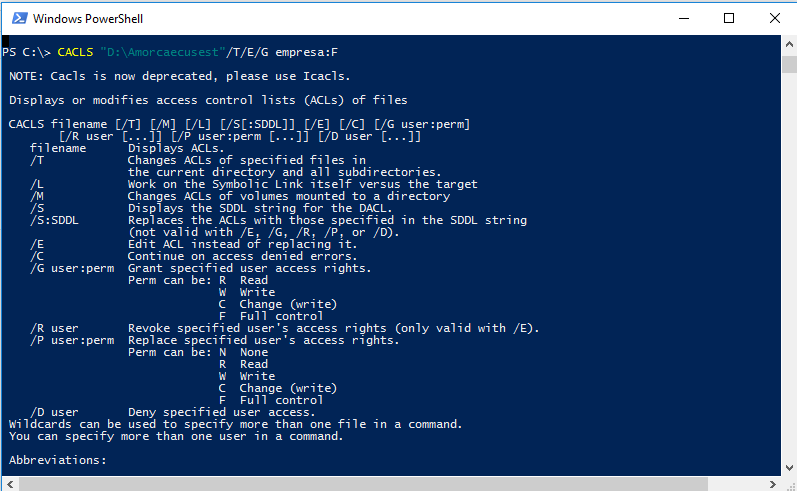 Windows PowerShell
PS C:\> CACLS "D:\Amorcaecusest"/T/E/G empresa:F
NOTE: Cacls is now deprecated, please use Icacls.
Displays or modifies access control lists (ACLs) of files
CACLS filename [/T] [/M] [/L] [/S[:SDDL]] [/E] [/C] [/G user:perm]
[/R user [...]] [/P user:perm [...]] [/D user [...]]
filename Displays ACLs.
/T Changes ACLs of specified files in
the current directory and all subdirectories.
/L Work on the Symbolic Link itself versus the target
/M Changes ACLs of volumes mounted to a directory
/S Displays the SDDL string for the DACL.
/S:SDDL Replaces the ACLs with those specified in the SDDL string
(not valid with /E, /G, /R, /P, or /D).
/E Edit ACL instead of replacing it.
/C Continue on access denied errors.
/G user:perm Grant specified user access rights.
Perm can be: R Read
W Write
C Change (write)
F Full control
/R user Revoke specified user's access rights (only valid with /E).
/P user:perm Replace specified user's access rights.
Perm can be: N None
R Read
W Write
C Change (write)
F Full control
/D user Deny specified user access.
Wildcards can be used to specify more than one file in a command.
You can specify more than one user in a command.
Abbreviations: